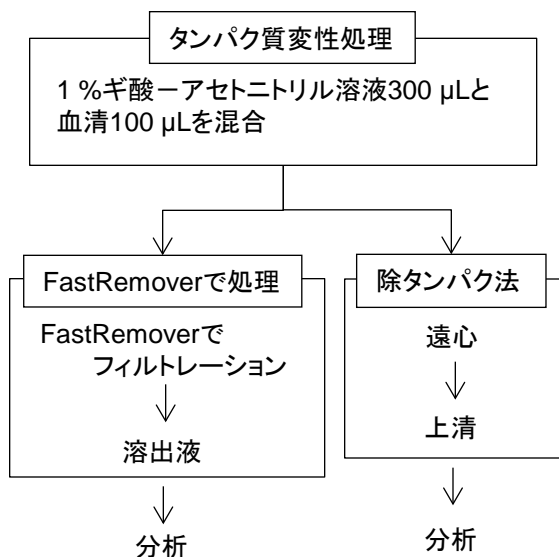 タンパク質変性処理
1 %ギ酸－アセトニトリル溶液300 µLと
血清100 µLを混合
FastRemoverで処理
FastRemoverで
フィルトレーション
溶出液
分析
除タンパク法
遠心
上清
分析